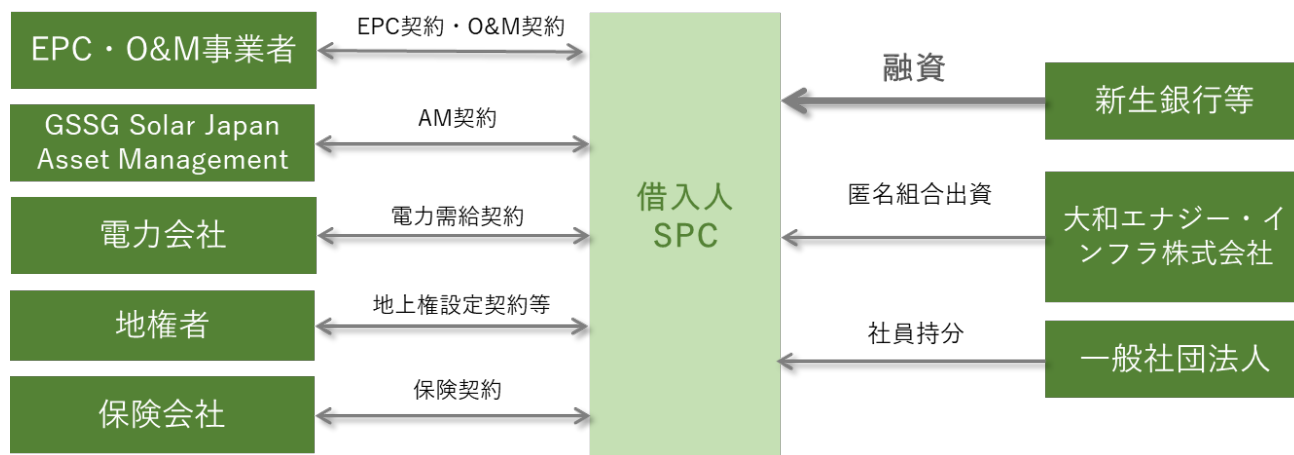 EPC・O&M事業者
EPC契約・O&M契約
GSSG Solar Japan
Asset Management
AM契約
電力会社
電力需給契約
地権者
地上権設定契約等
保険会社
保険契約
借入人
SPC
融資
新生銀行等
匿名組合出資
大和エナジー・イ
ンフラ株式会社
社員持分
一般社団法人